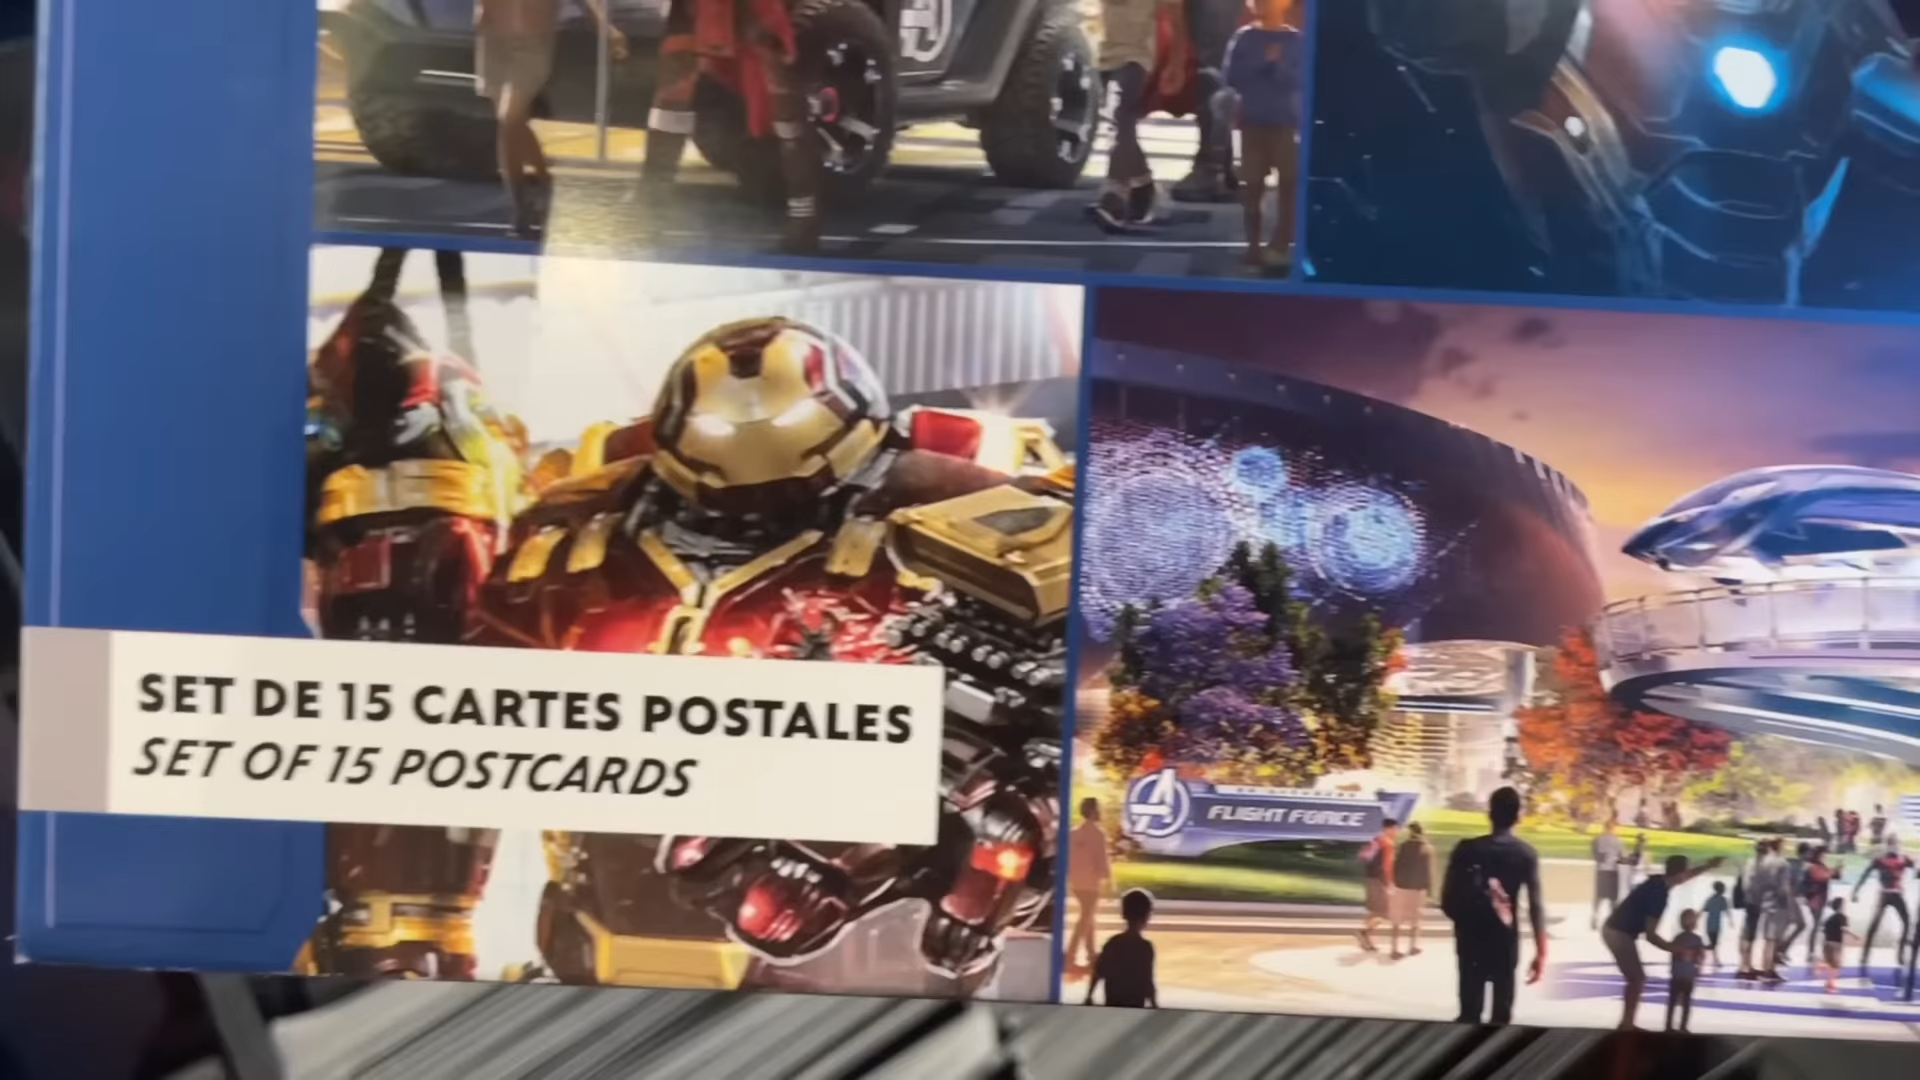 SET DE 15 CARTES POSTALES
SET OF 15 POSTCARDS
FLIGHT FORCE